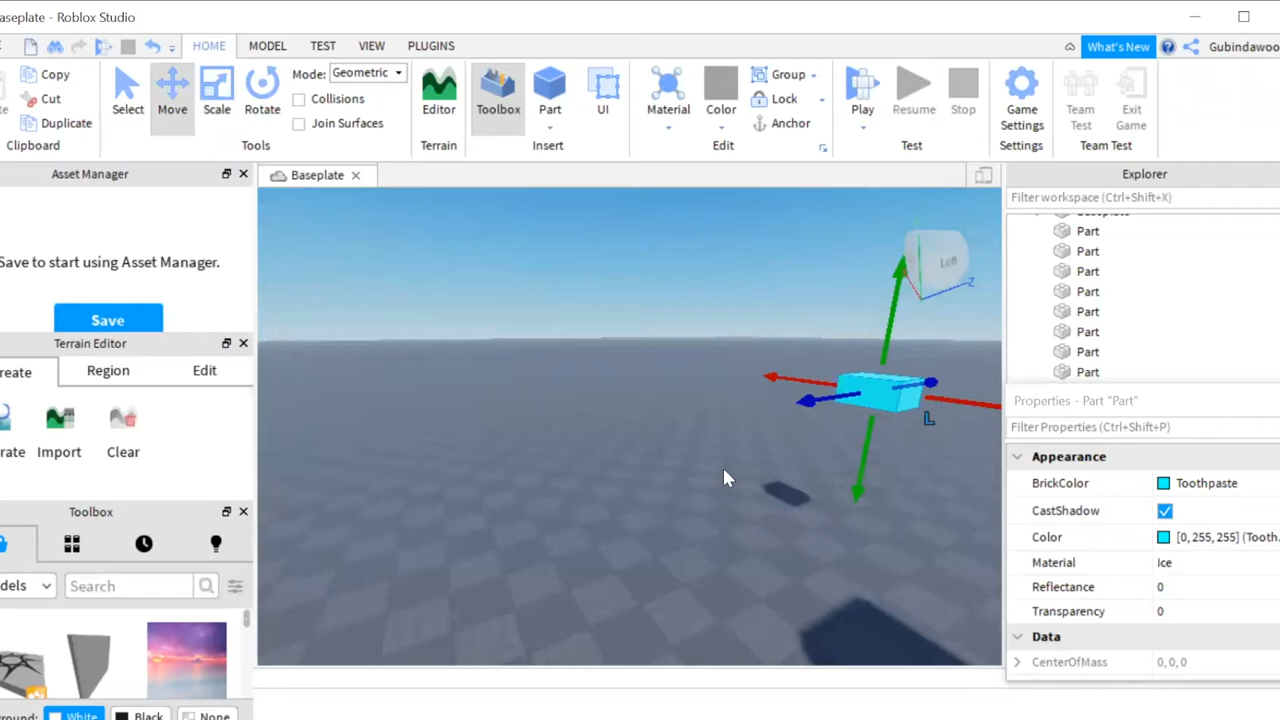 aseplate - Roblox Studio
HOME MODEL TEST VIEW PLUGINS What's New Gubindawoo
Copy
Cut
Duplicate
Clipboard
Select Move Scale Rotate
Mode: Geometric
Collisions
Join Surfaces
Tools
Editor
Terrain
Toolbox Part UI
Insert
Material Color
Group
Lock
Anchor
Edit
Play Resume Stop
Test
Game
Settings
Settings
Team
Test
Exit
Game
Team Test
Asset Manager
Save to start using Asset Manager.
Save
Terrain Editor
reate Region Edit
rate Import Clear
Toolbox
dels Search
round: White Black None
Baseplate
Left
Z
L
Explorer
Filter workspace (Ctrl+Shift+X)
Baseplate
Part
Part
Part
Part
Part
Part
Part
Part
Properties - Part "Part"
Filter Properties (Ctrl+Shift+P)
Appearance
BrickColor Toothpaste
CastShadow
Color [0, 255, 255] (Tooth.
Material Ice
Reflectance 0
Transparency 0
Data
CenterOfMass 0, 0, 0